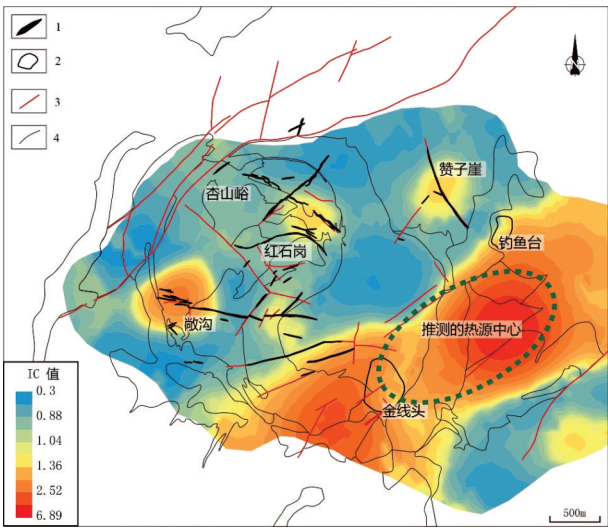 1
2
3
4
杏山峪
赞子崖
红石岗
钓鱼台
敞沟
推测的热源中心
金线头
IC 值
0.3
0.88
1.04
1.36
2.52
6.89
500m